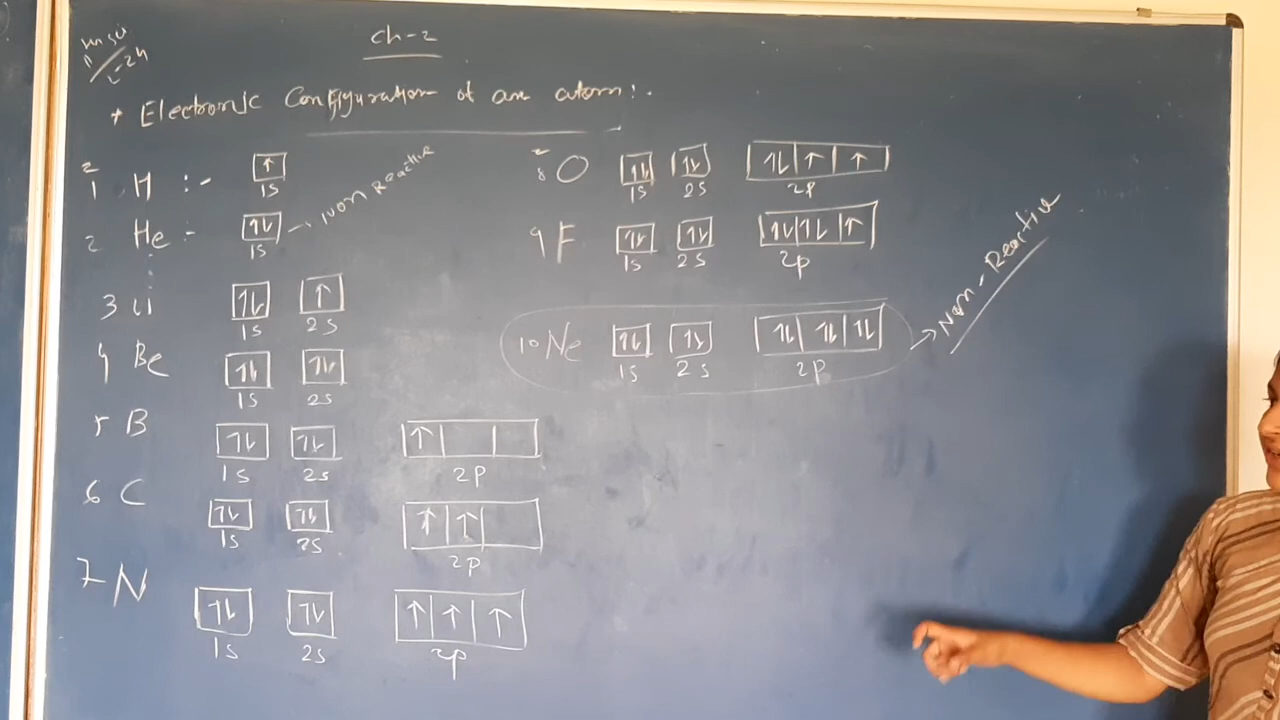 ch-2
* Electronic Configuration of an atom:.
1 H :- ↑
1s
2 He :- ↑↓ → Non Reactive
1s
3 Li ↑↓ ↑
1s 2s
4 Be ↑↓ ↑↓
1s 2s
5 B ↑↓ ↑↓ ↑
1s 2s 2p
6 C ↑↓ ↑↓ ↑ ↑
1s 2s 2p
7 N ↑↓ ↑↓ ↑ ↑ ↑
1s 2s 2p
8 O ↑↓ ↑↓ ↑↓ ↑ ↑
1s 2s 2p
9 F ↑↓ ↑↓ ↑↓ ↑↓ ↑
1s 2s 2p
10 Ne ↑↓ ↑↓ ↑↓ ↑↓ ↑↓ → Non-Reactive
1s 2s 2p